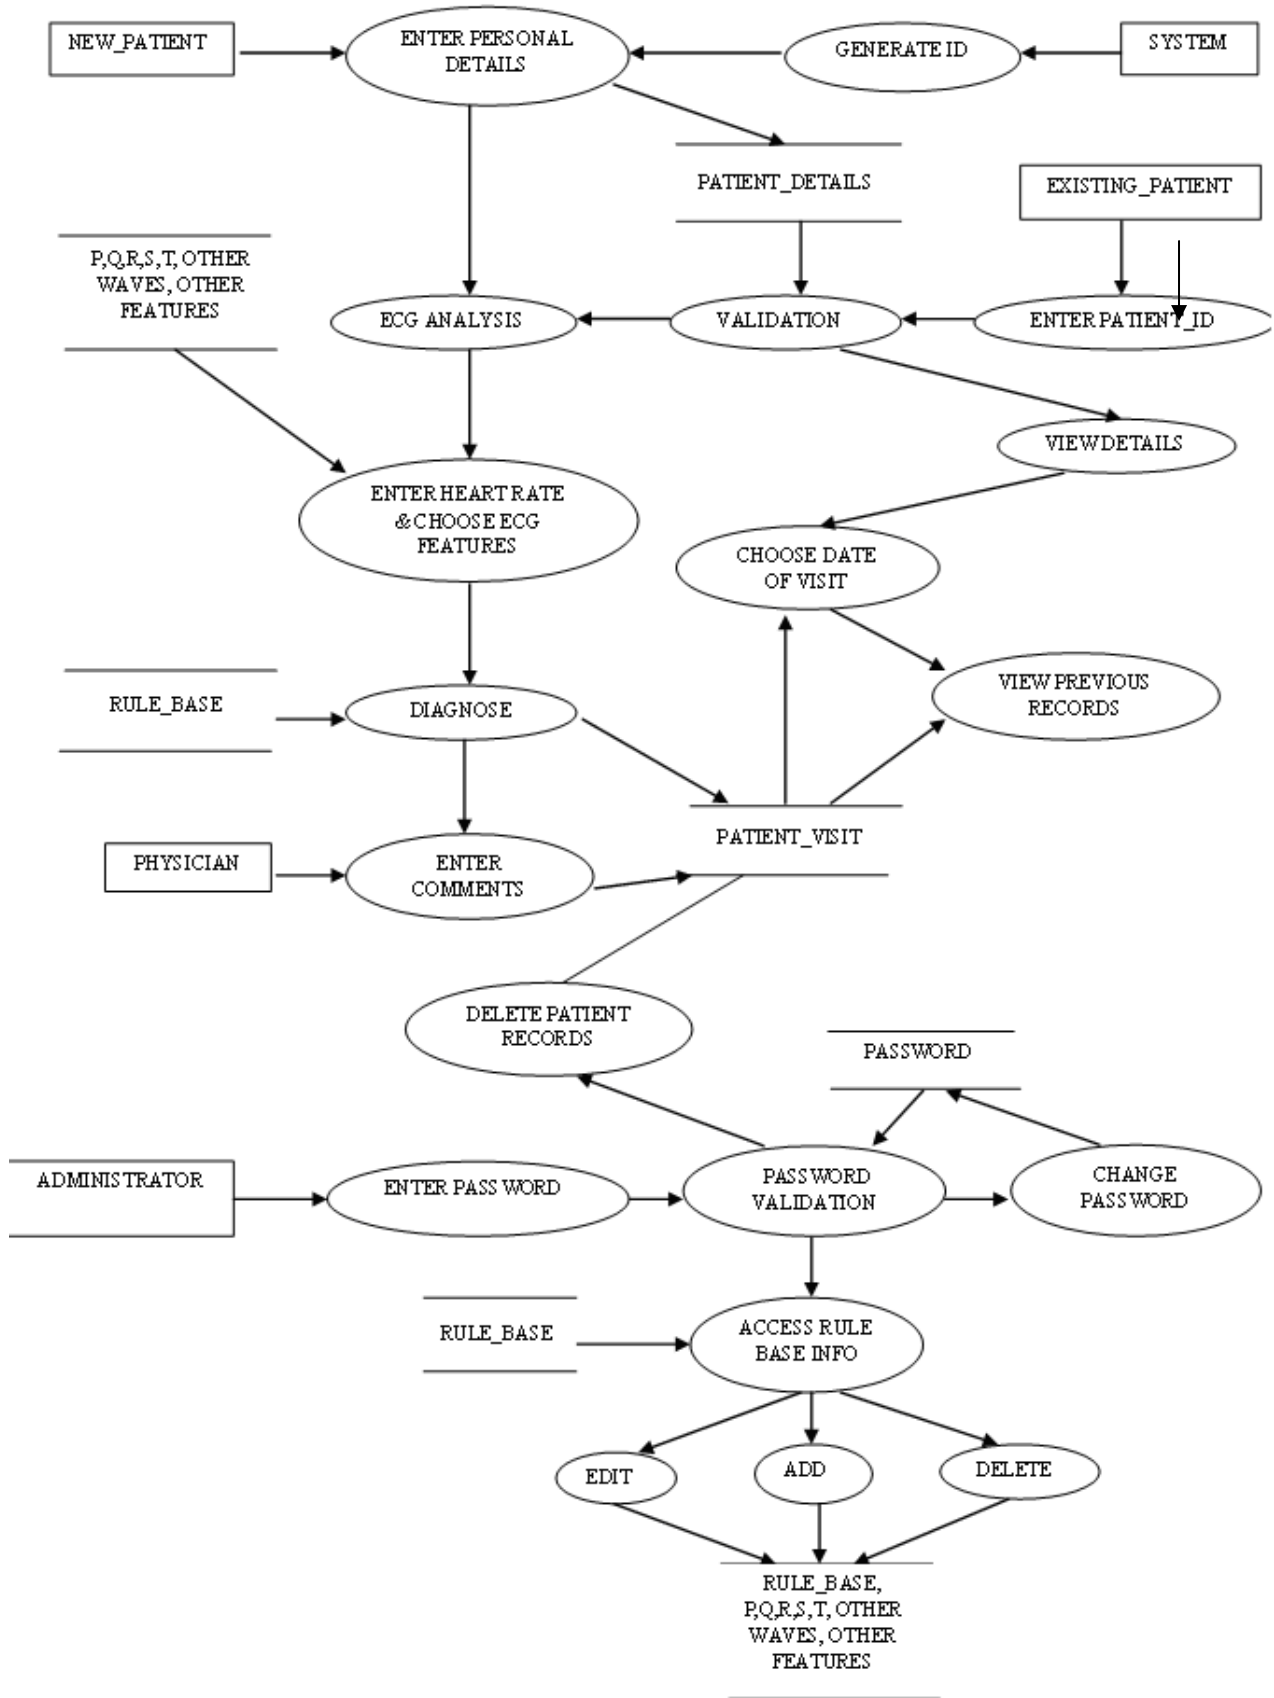 NEW_PATIENT
ENTER PERSONAL
DETAILS
GENERATE ID
SYSTEM
PATIENT_DETAILS
EXISTING_PATIENT
P,Q,R,S,T, OTHER
WAVES, OTHER
FEATURES
ECG ANALYSIS
VALIDATION
ENTER PATIENT_ID
VIEW DETAILS
ENTER HEART RATE
& CHOOSE ECG
FEATURES
CHOOSE DATE
OF VISIT
VIEW PREVIOUS
RECORDS
RULE_BASE
DIAGNOSE
PATIENT_VISIT
PHYSICIAN
ENTER
COMMENTS
DELETE PATIENT
RECORDS
PASSWORD
ADMINISTRATOR
ENTER PASSWORD
PASSWORD
VALIDATION
CHANGE
PASSWORD
RULE_BASE
ACCESS RULE
BASE INFO
EDIT
ADD
DELETE
RULE_BASE,
P,Q,R,S,T, OTHER
WAVES, OTHER
FEATURES